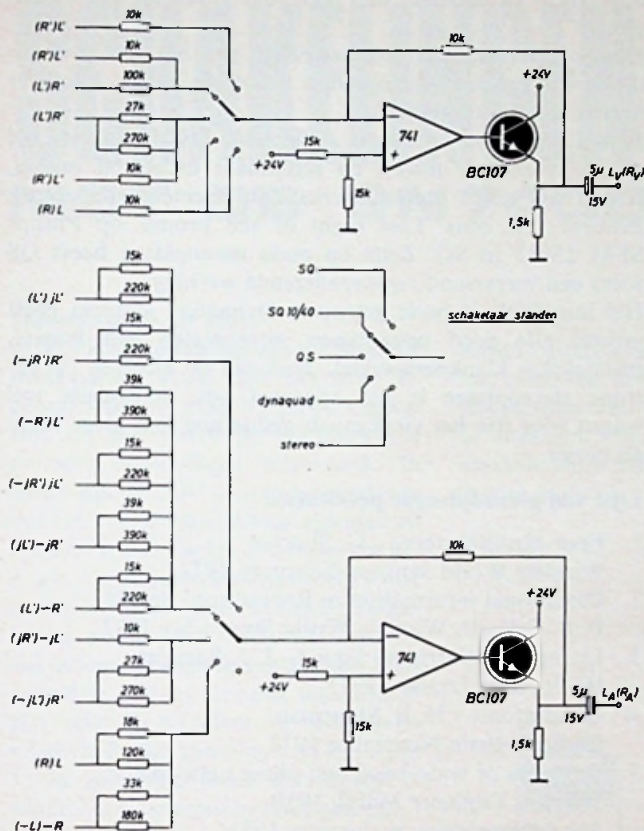 (R')L'
10k
(R')L'
10k
(L')R'
100k
(L')R'
27k
270k
(R')L'
10k
(R)L
10k
10k
+24V
741
15k
+24V
15k
BC107
5µ
15V
Lᵥ(Rᵥ)
1,5k
SQ
SQ 10/40
QS
dynaquad
stereo
schakelaar standen
15k
(L')jL'
220k
15k
(-jR')R'
220k
39k
(-R')L'
390k
15k
(-jR')jL'
220k
39k
(jL')-jR'
390k
15k
(L')-R'
220k
(jR')-jL'
10k
27k
(-jL')jR'
270k
18k
(R)L
120k
33k
(-L)-R
180k
10k
+24V
741
15k
+24V
15k
BC107
5µ
15V
L_A(R_A)
1,5k